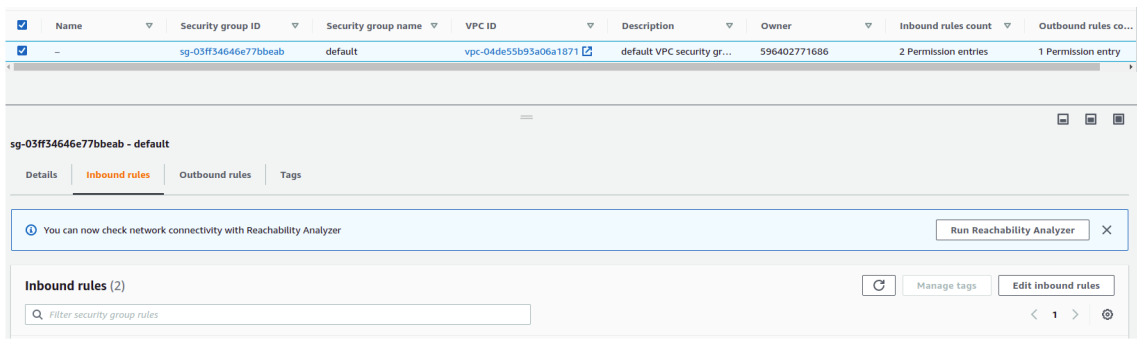 Name Security group ID Security group name VPC ID Description Owner Inbound rules count Outbound rules co...
– sg-03ff34646e77bbeab default vpc-04de55b93a06a1871 default VPC security gr... 596402771686 2 Permission entries 1 Permission entry
sg-03ff34646e77bbeab - default
Details Inbound rules Outbound rules Tags
You can now check network connectivity with Reachability Analyzer Run Reachability Analyzer
Inbound rules (2) Manage tags Edit inbound rules
Filter security group rules 1